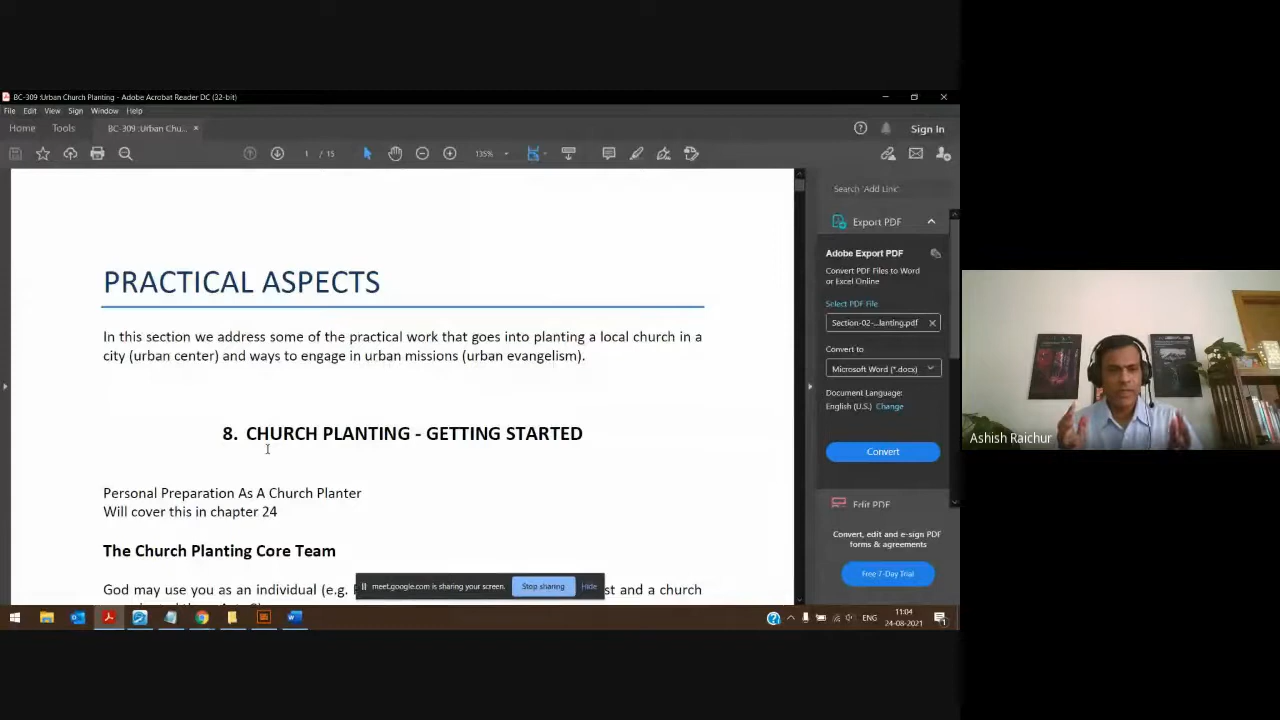 BC-309 :Urban Church Planting - Adobe Acrobat Reader DC (32-bit)
File Edit View Sign Window Help
Home Tools BC-309 :Urban Chu... ×
Sign In
1 / 15
135%
PRACTICAL ASPECTS
In this section we address some of the practical work that goes into planting a local church in a
city (urban center) and ways to engage in urban missions (urban evangelism).
8. CHURCH PLANTING - GETTING STARTED
Personal Preparation As A Church Planter
Will cover this in chapter 24
The Church Planting Core Team
God may use you as an individual (e.g.
st and a church
meet.google.com is sharing your screen. Stop sharing Hide
Search 'Add Link'
Export PDF
Adobe Export PDF
Convert PDF Files to Word
or Excel Online
Select PDF File
Section-02-...lanting.pdf
Convert to
Microsoft Word (*.docx)
Document Language:
English (U.S.) Change
Convert
Edit PDF
Convert, edit and e-sign PDF
forms & agreements
Free 7-Day Trial
ENG
11:04
24-08-2021
Ashish Raichur